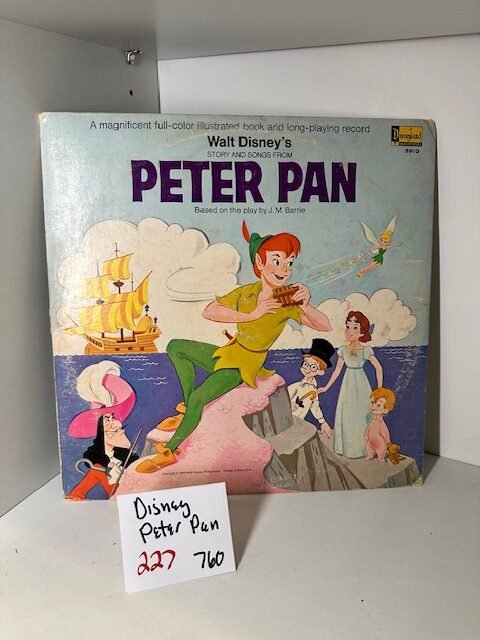 A magnificent full-color illustrated book and long-playing record
Disneyland
3910
Walt Disney's
STORY AND SONGS FROM
PETER PAN
Based on the play by J. M. Barrie
Disney
Peter Pan
227 760